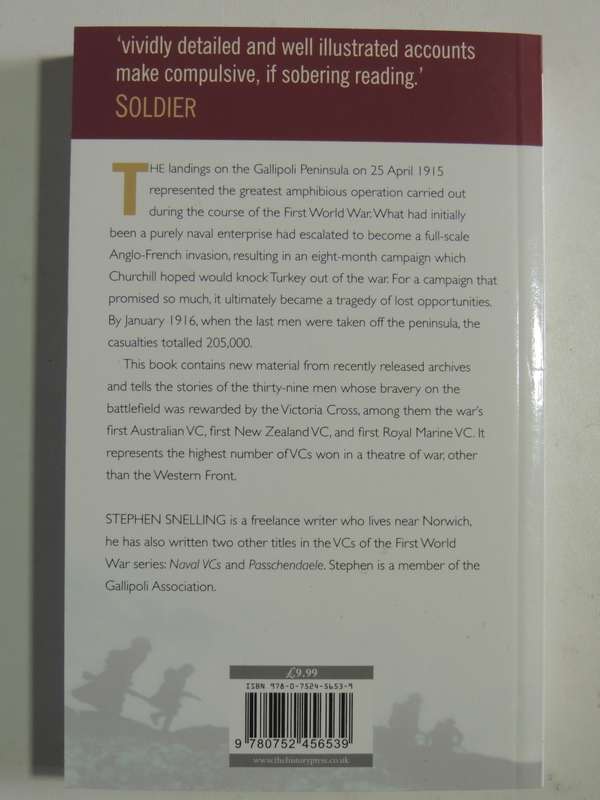 'vividly detailed and well illustrated accounts
make compulsive, if sobering reading.'
SOLDIER
THE landings on the Gallipoli Peninsula on 25 April 1915
represented the greatest amphibious operation carried out
during the course of the First World War. What had initially
been a purely naval enterprise had escalated to become a full-scale
Anglo-French invasion, resulting in an eight-month campaign which
Churchill hoped would knock Turkey out of the war. For a campaign that
promised so much, it ultimately became a tragedy of lost opportunities.
By January 1916, when the last men were taken off the peninsula, the
casualties totalled 205,000.
This book contains new material from recently released archives
and tells the stories of the thirty-nine men whose bravery on the
battlefield was rewarded by the Victoria Cross, among them the war's
first Australian VC, first New Zealand VC, and first Royal Marine VC. It
represents the highest number of VCs won in a theatre of war, other
than the Western Front.
STEPHEN SNELLING is a freelance writer who lives near Norwich,
he has also written two other titles in the VCs of the First World
War series: Naval VCs and Passchendaele. Stephen is a member of the
Gallipoli Association.
£9.99
ISBN 978-0-7524-5653-9
9 780752 456539
www.thehistorypress.co.uk